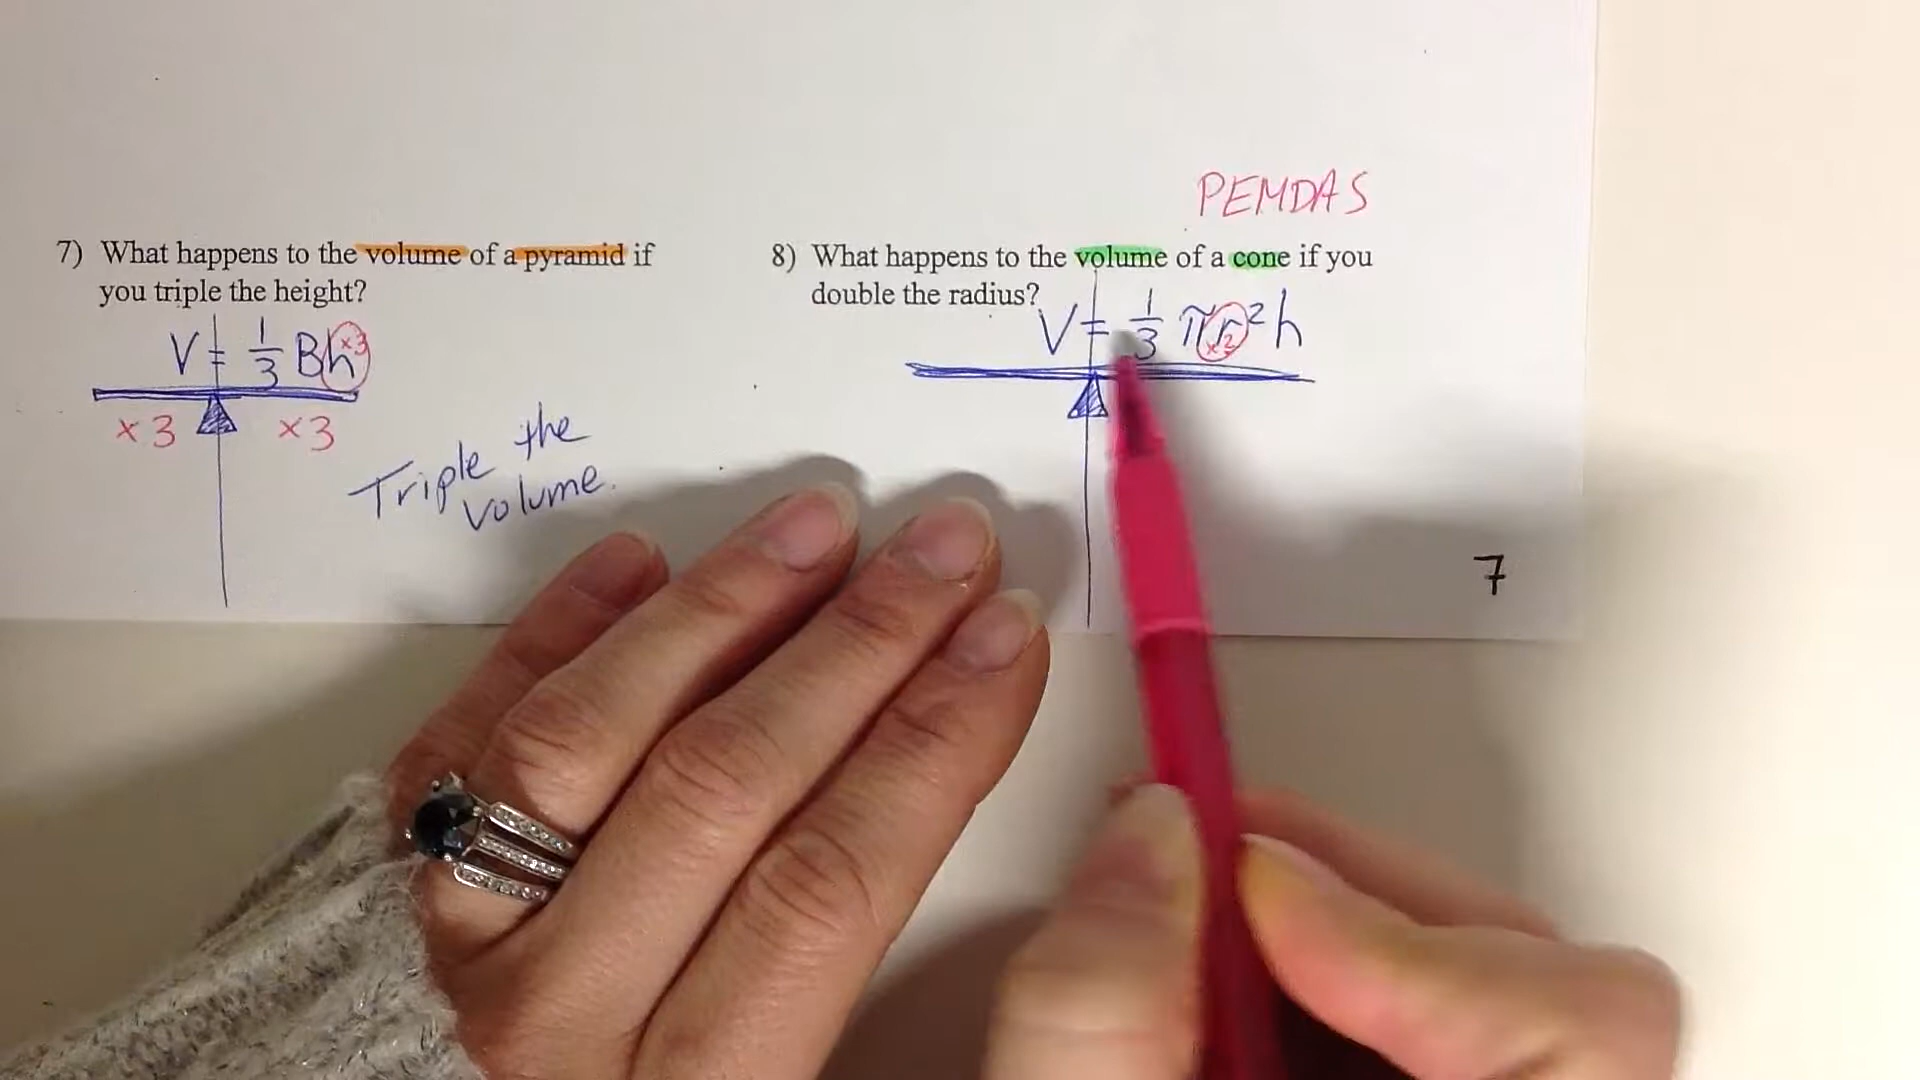 PEMDAS
7) What happens to the volume of a pyramid if
you triple the height?
V = 1/3 Bh ×3
×3 ×3
Triple the
volume.
8) What happens to the volume of a cone if you
double the radius?
V = 1/3 πr² h
×2
7